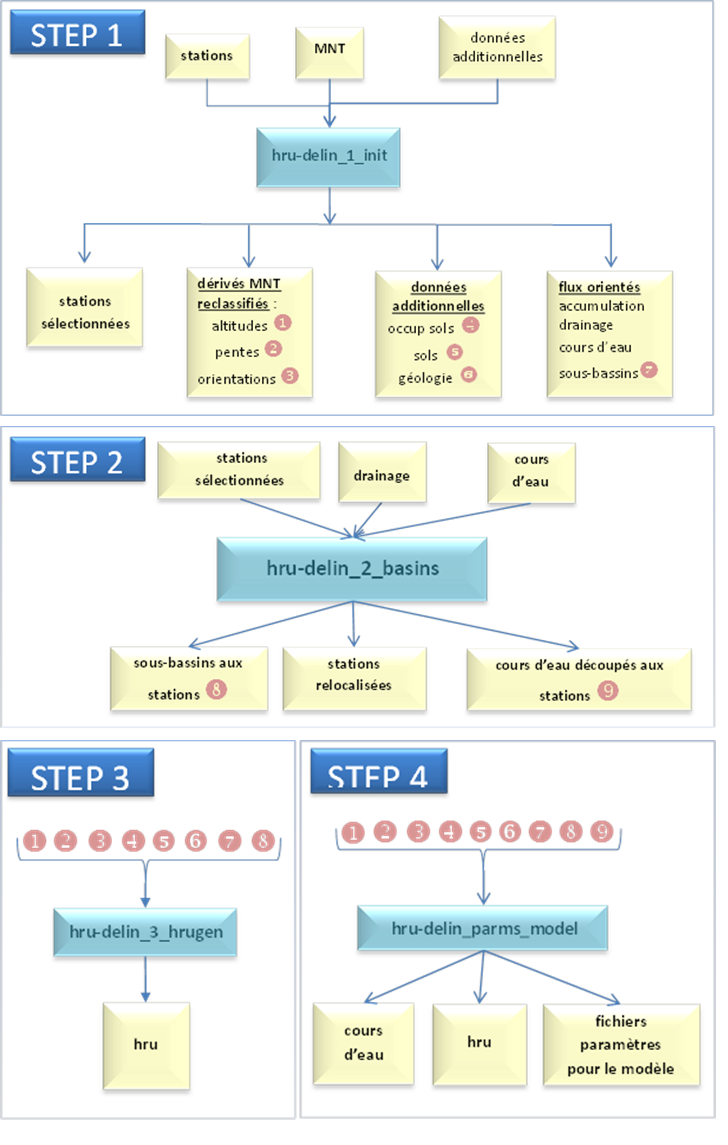 STEP 1
stations
MNT
données
additionnelles
hru-delin_1_init
stations
sélectionnées
dérivés MNT
reclassifiés :
altitudes 1
pentes 2
orientations 3
données
additionnelles
occup sols 4
sols 5
géologie 6
flux orientés
accumulation
drainage
cours d'eau
sous-bassins 7
STEP 2
stations
sélectionnées
drainage
cours
d'eau
hru-delin_2_basins
sous-bassins aux
stations 8
stations
relocalisées
cours d'eau découpés aux
stations 9
STEP 3
1 2 3 4 5 6 7 8
hru-delin_3_hrugen
hru
STEP 4
1 2 3 4 5 6 7 8 9
hru-delin_parms_model
cours
d'eau
hru
fichiers
paramètres
pour le modèle